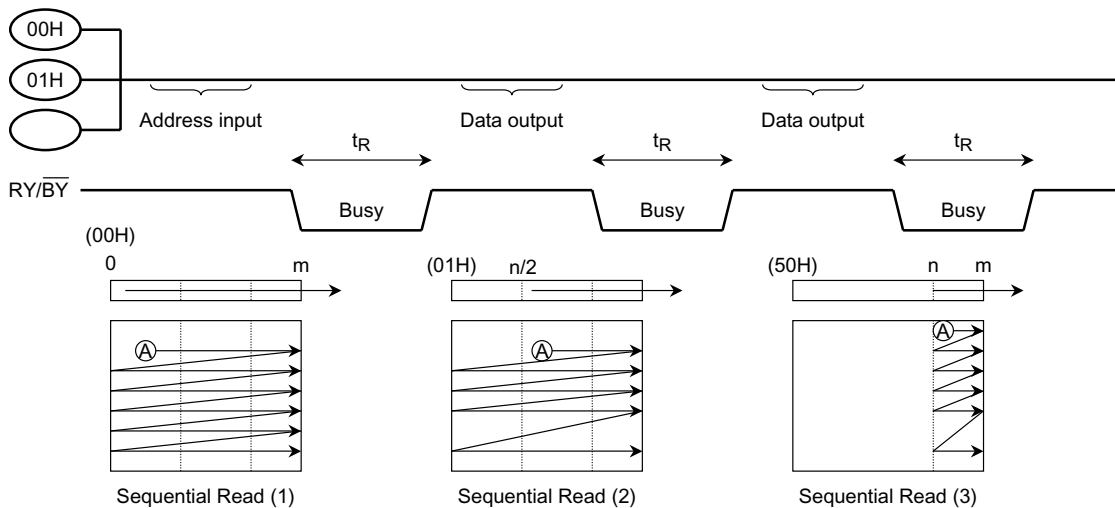 00H
01H
Address input
Data output
Data output
tR
tR
tR
RY/BY
Busy
Busy
Busy
(00H)
0
m
(01H)
n/2
(50H)
n
m
A
A
A
Sequential Read (1)
Sequential Read (2)
Sequential Read (3)